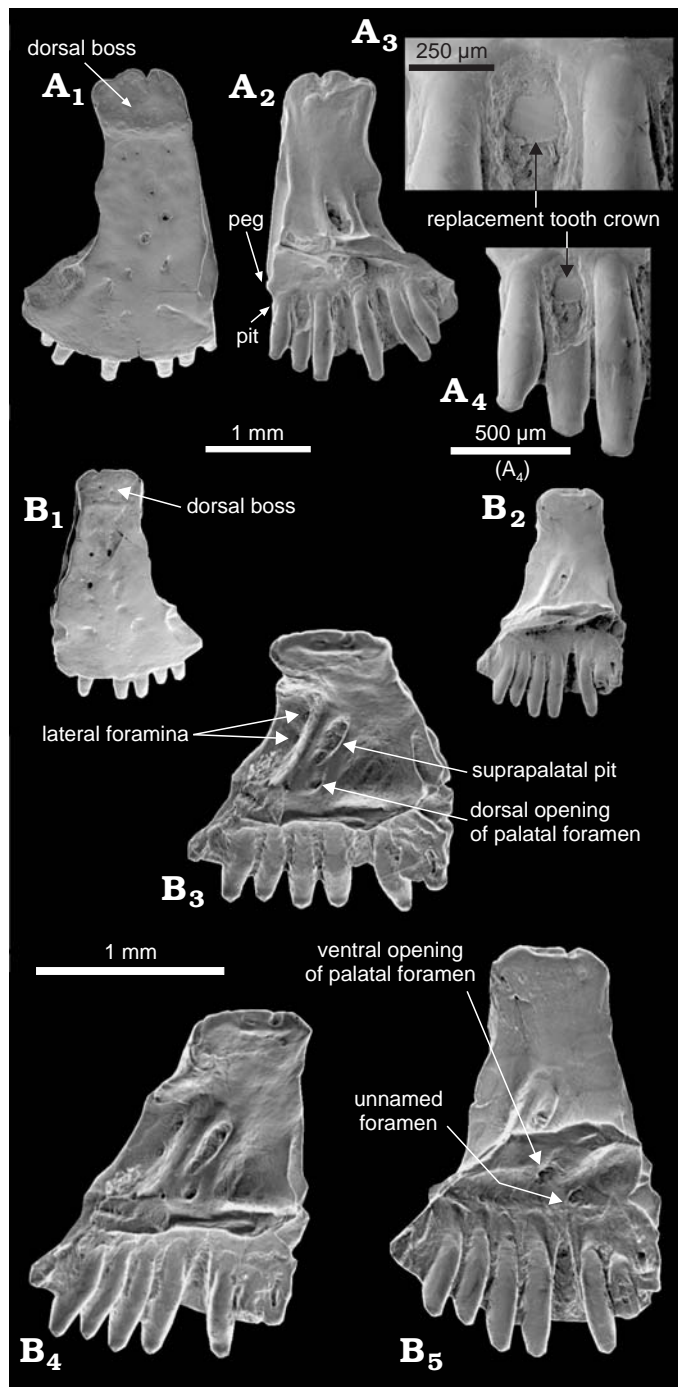 dorsal boss
A1
A2
A3
250 µm
replacement tooth crown
peg
pit
A4
1 mm
500 µm
(A4)
B1
dorsal boss
B2
lateral foramina
suprapalatal pit
dorsal opening
of palatal foramen
B3
1 mm
ventral opening
of palatal foramen
unnamed
foramen
B4
B5